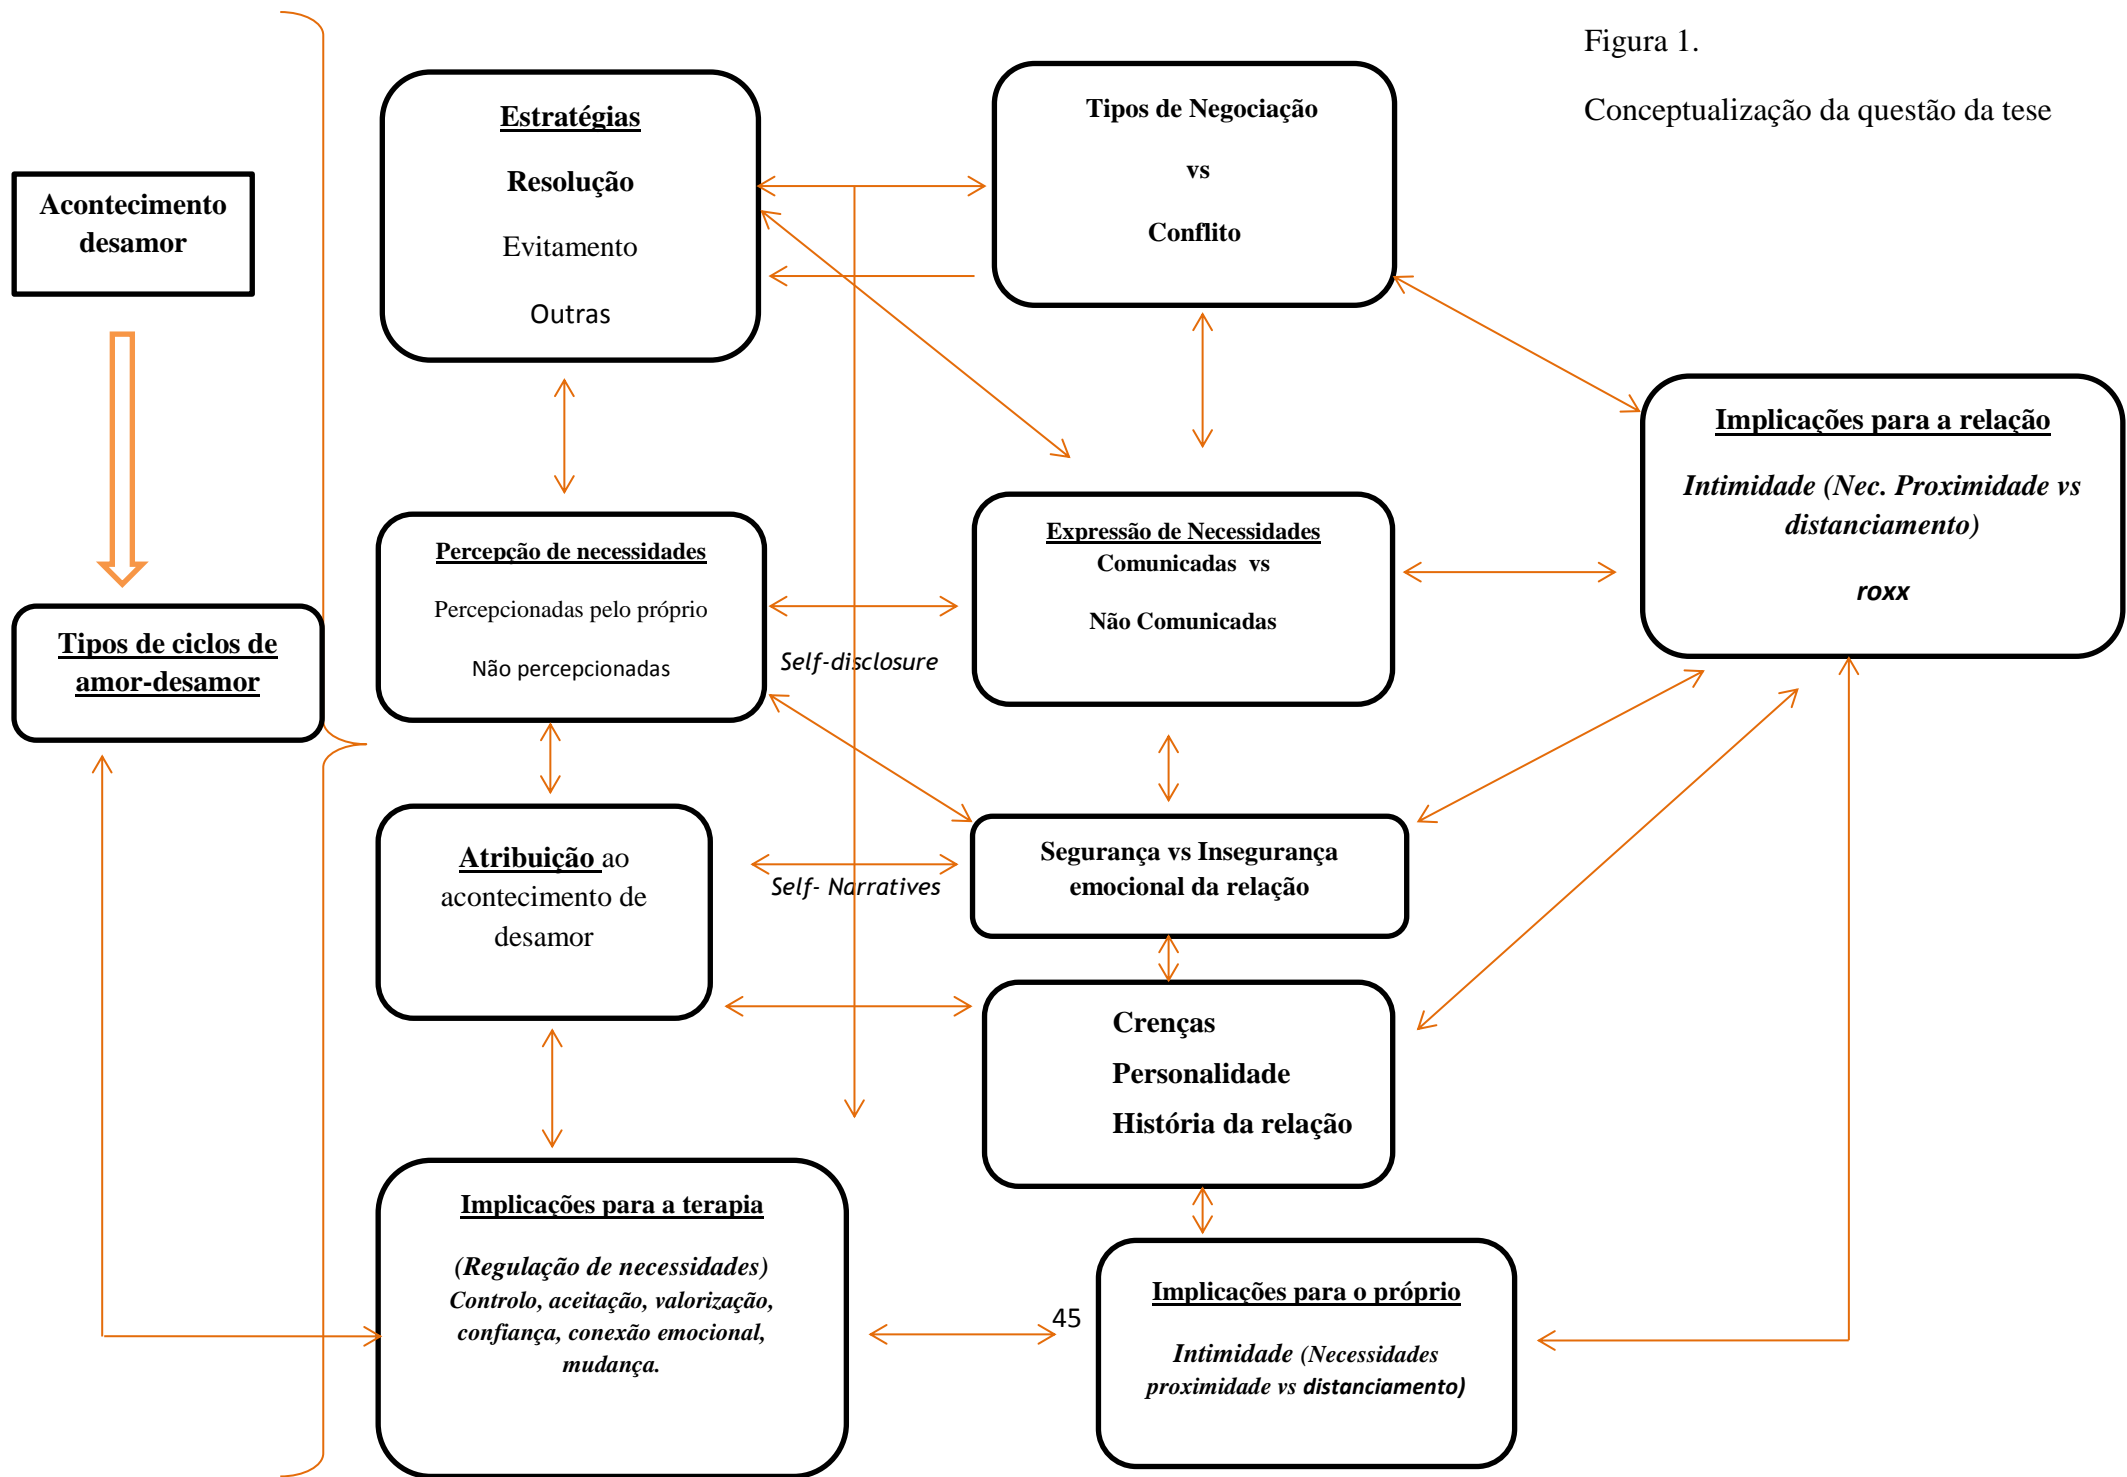 Figura 1.
Conceptualização da questão da tese
Acontecimento
desamor
Tipos de ciclos de
amor-desamor
Estratégias
Resolução
Evitamento
Outras
Tipos de Negociação
vs
Conflito
Implicações para a relação
Intimidade (Nec. Proximidade vs
distanciamento)
roxx
Percepção de necessidades
Percepcionadas pelo próprio
Não percepcionadas
Self-disclosure
Expressão de Necessidades
Comunicadas vs
Não Comunicadas
Atribuição ao
acontecimento de
desamor
Self- Narratives
Segurança vs Insegurança
emocional da relação
Crenças
Personalidade
História da relação
Implicações para a terapia
(Regulação de necessidades)
Controlo, aceitação, valorização,
confiança, conexão emocional,
mudança.
45
Implicações para o próprio
Intimidade (Necessidades
proximidade vs distanciamento)